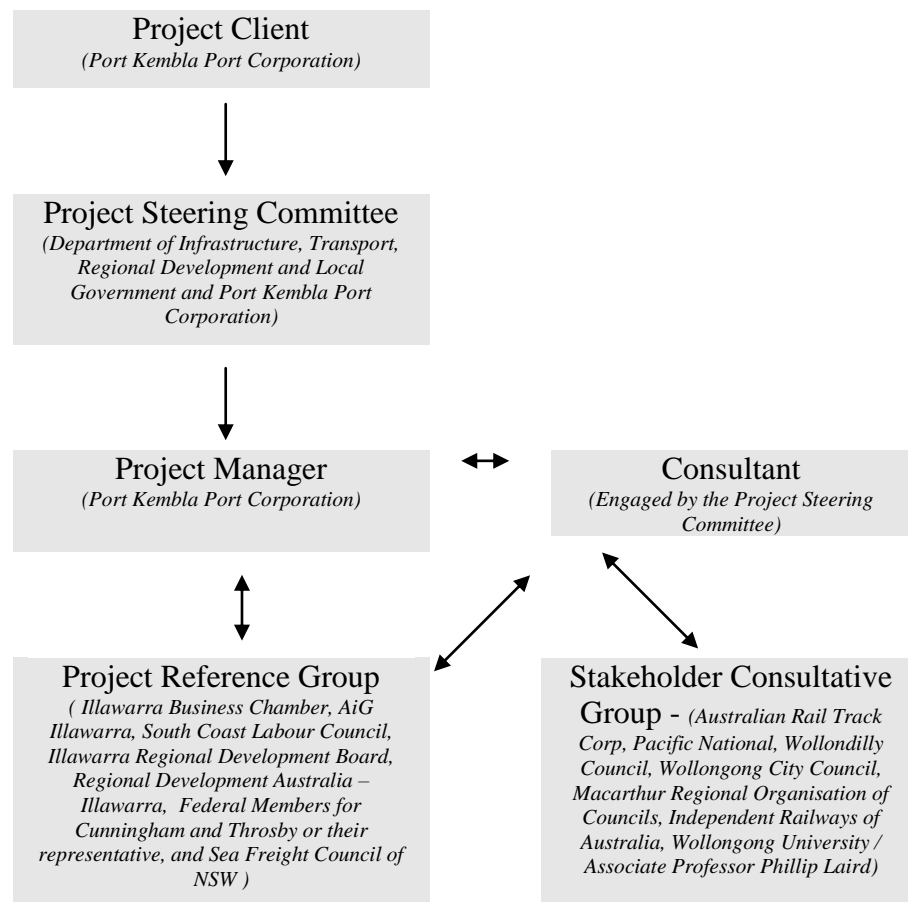 Project Client
(Port Kembla Port Corporation)
Project Steering Committee
(Department of Infrastructure, Transport,
Regional Development and Local
Government and Port Kembla Port
Corporation)
Project Manager
(Port Kembla Port Corporation)
Consultant
(Engaged by the Project Steering
Committee)
Project Reference Group
( Illawarra Business Chamber, AiG
Illawarra, South Coast Labour Council,
Illawarra Regional Development Board,
Regional Development Australia –
Illawarra, Federal Members for
Cunningham and Throsby or their
representative, and Sea Freight Council of
NSW )
Stakeholder Consultative
Group - (Australian Rail Track
Corp, Pacific National, Wollondilly
Council, Wollongong City Council,
Macarthur Regional Organisation of
Councils, Independent Railways of
Australia, Wollongong University /
Associate Professor Phillip Laird)